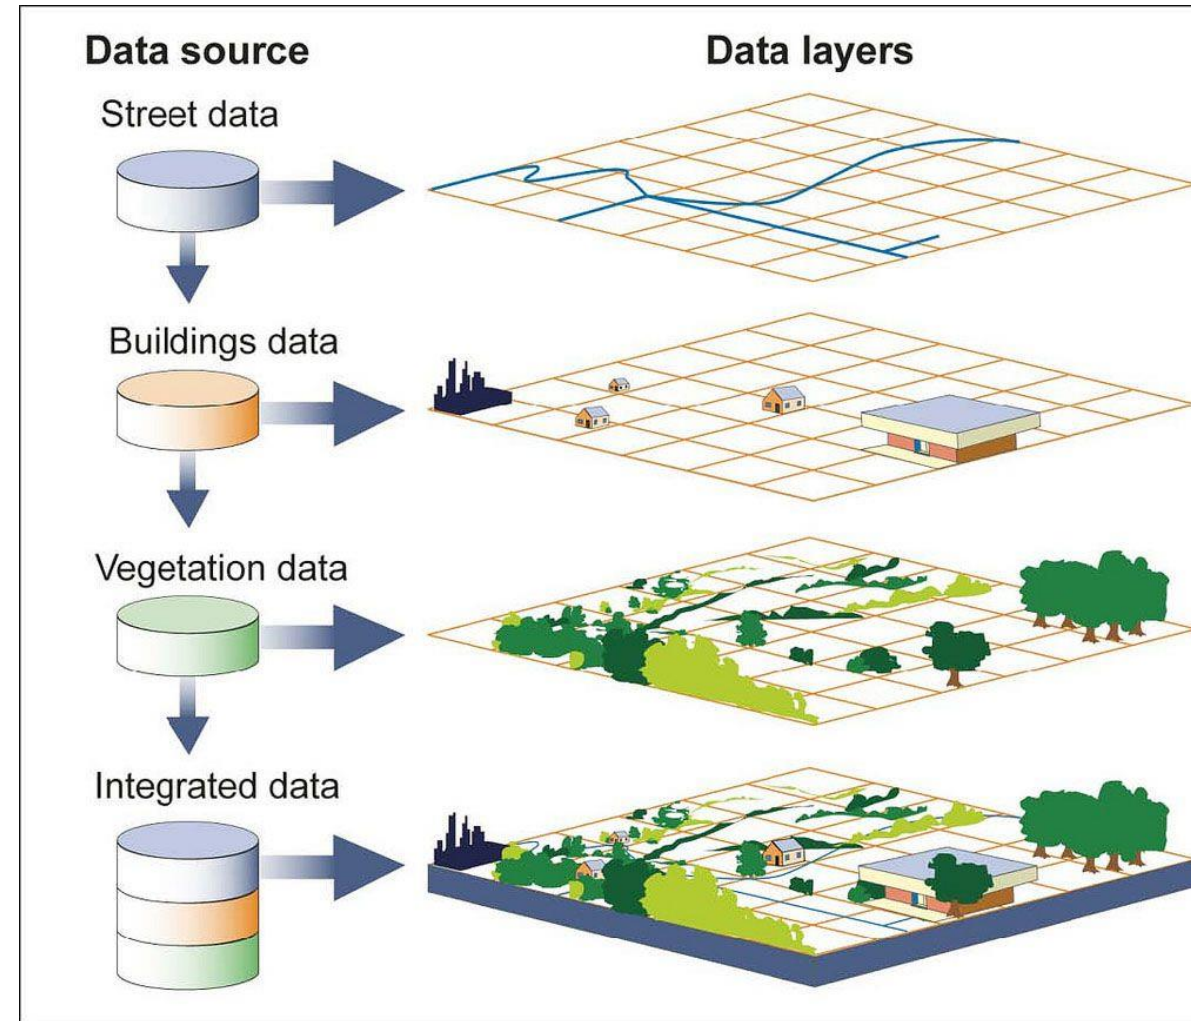 Data source
Data layers
Street data
Buildings data
Vegetation data
Integrated data